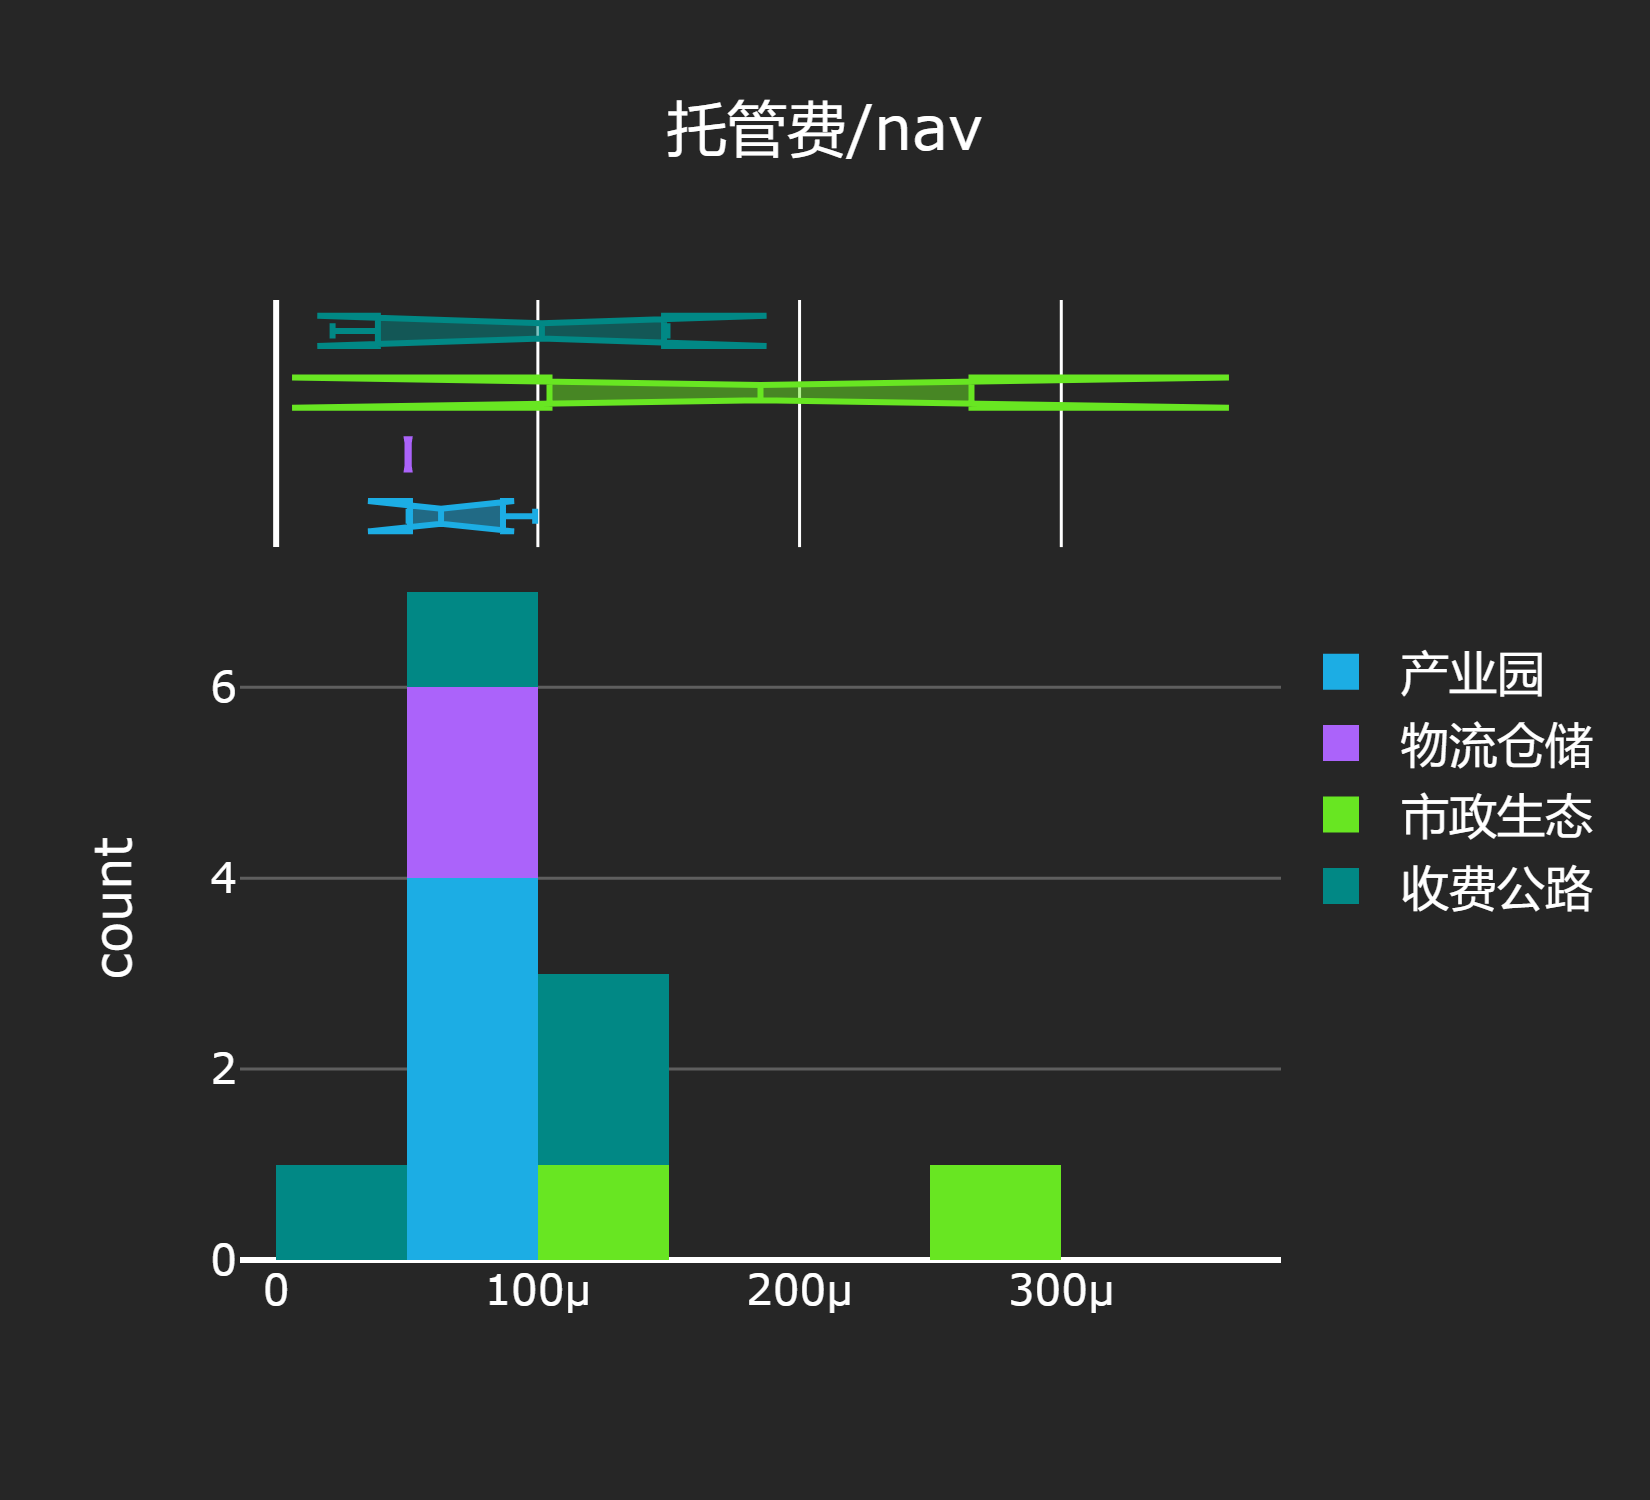 托管费/nav
6
4
2
0
count
0
100μ
200μ
300μ
产业园
物流仓储
市政生态
收费公路